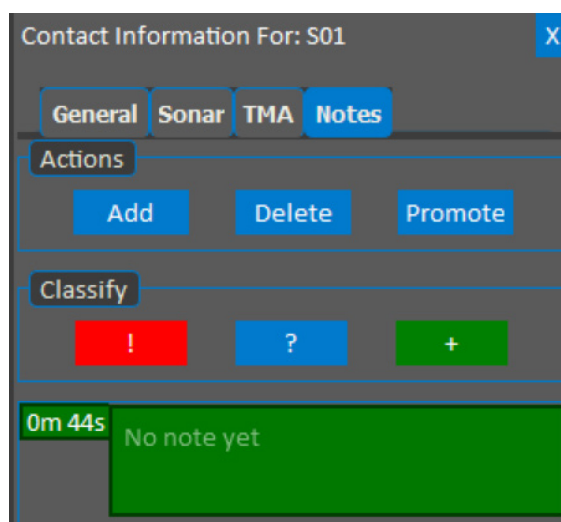 Contact Information For: S01 X
General Sonar TMA Notes
Actions
Add Delete Promote
Classify
! ? +
0m 44s
No note yet